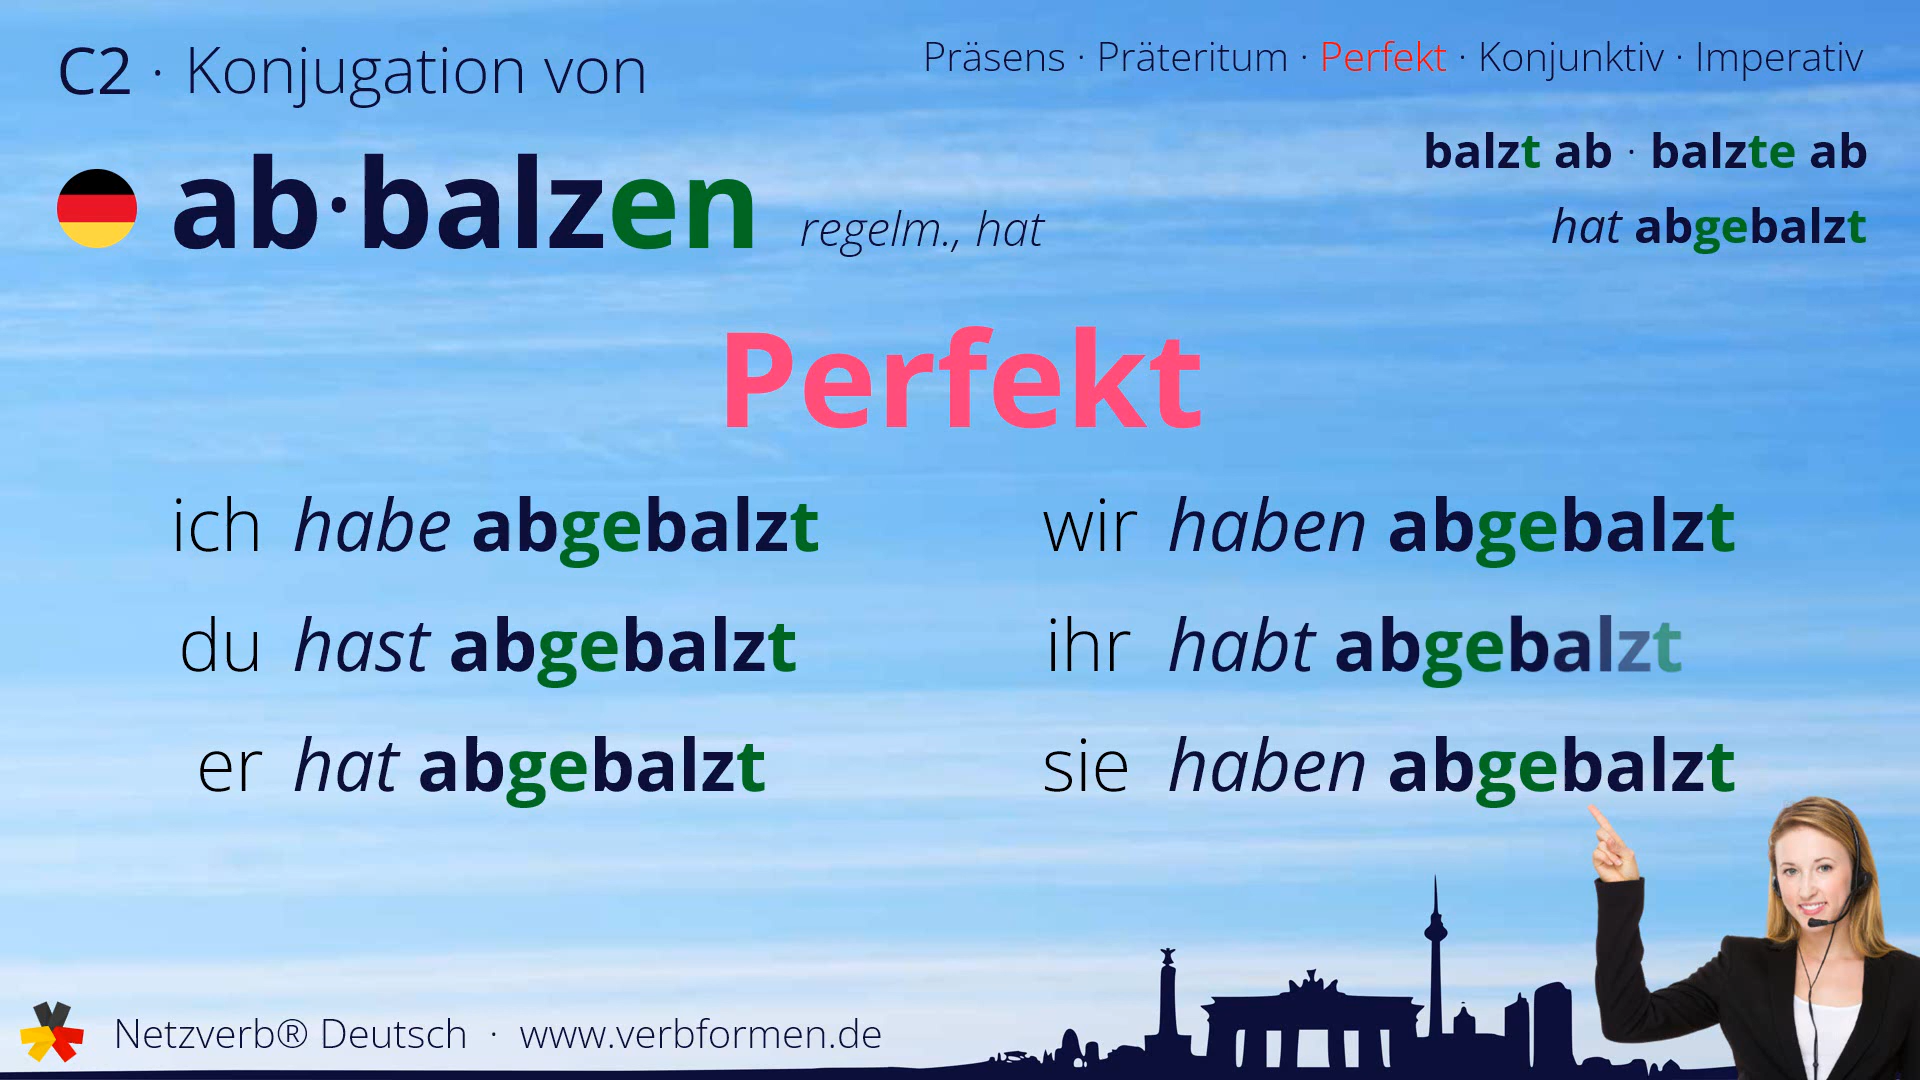 C2 · Konjugation von
Präsens · Präteritum · Perfekt · Konjunktiv · Imperativ
ab·balzen regelm., hat
balzt ab · balzte ab
hat abgebalzt
Perfekt
ich habe abgebalzt
du hast abgebalzt
er hat abgebalzt
wir haben abgebalzt
ihr habt abgebalzt
sie haben abgebalzt
Netzverb® Deutsch · www.verbformen.de